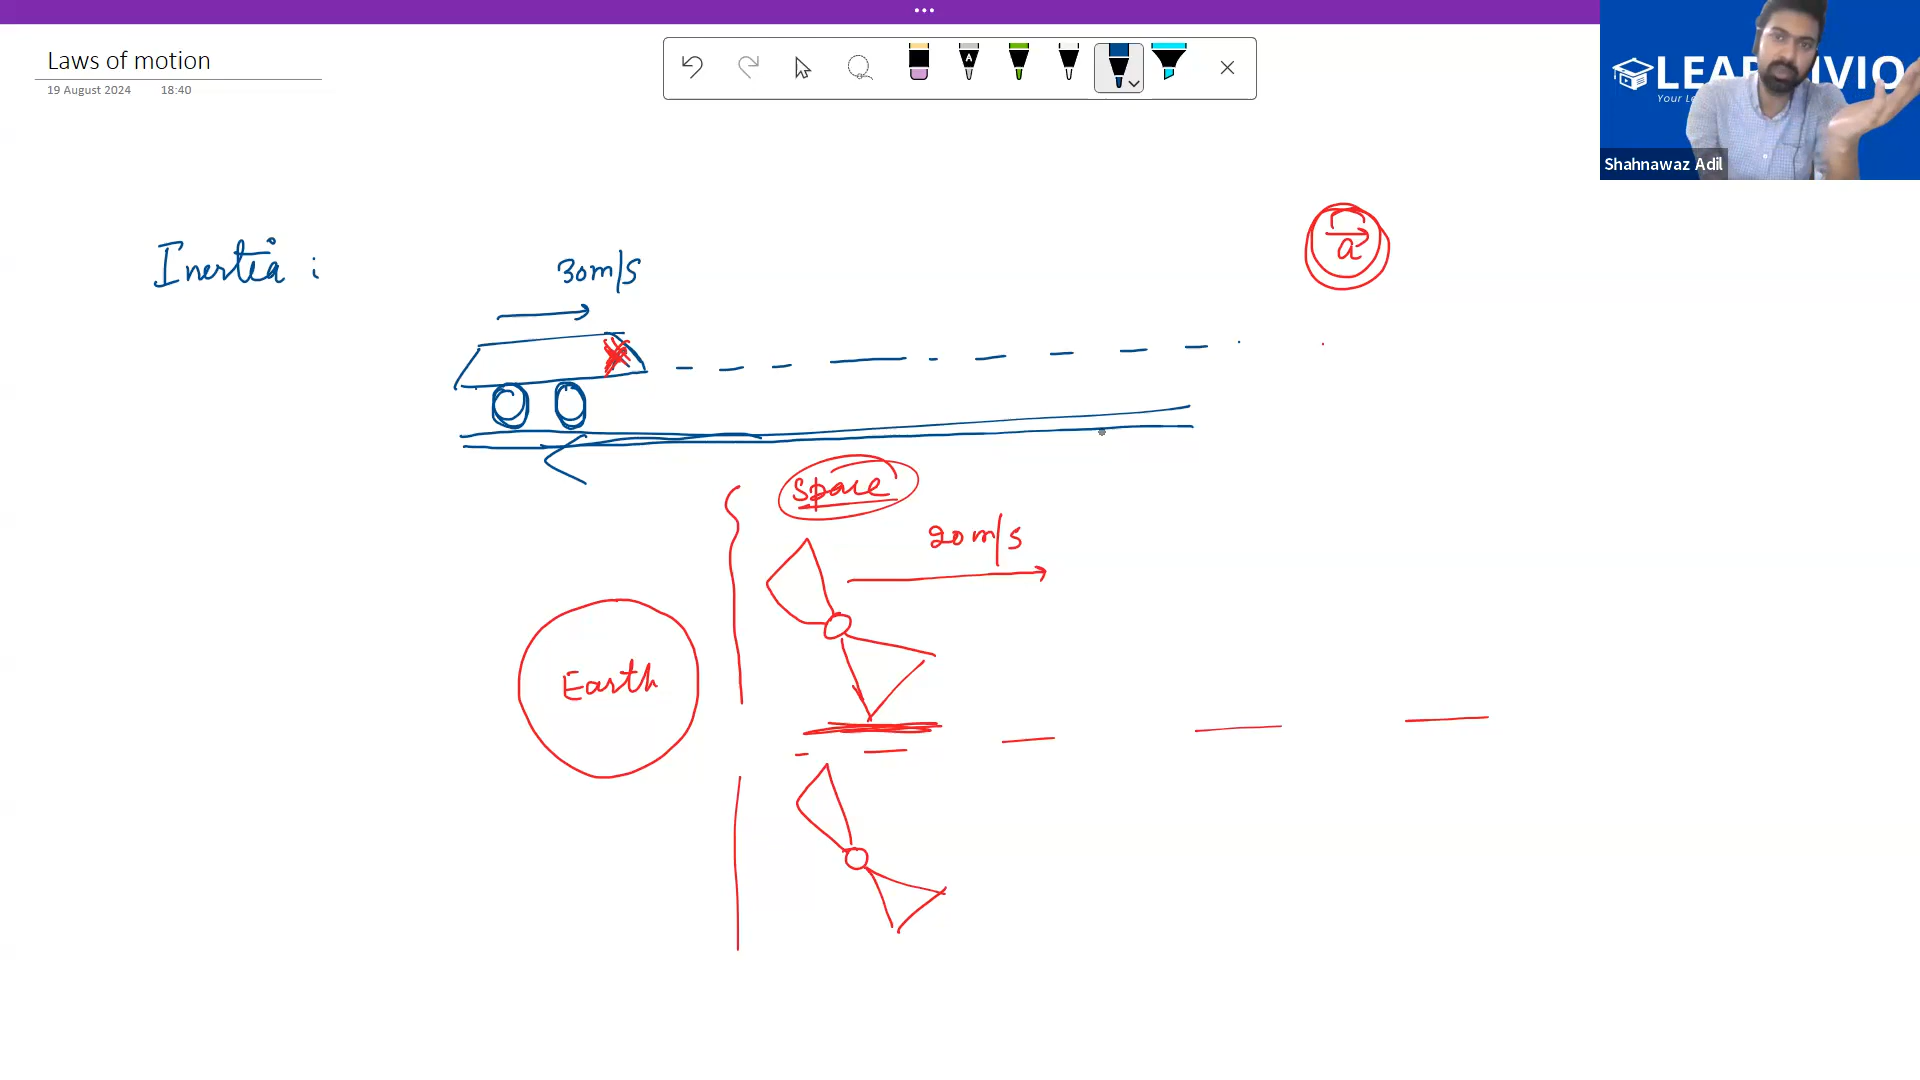 Laws of motion
19 August 2024 18:40
A
Shahnawaz Adil
Inertia :
30m/s
a
Space
20 m/s
Earth